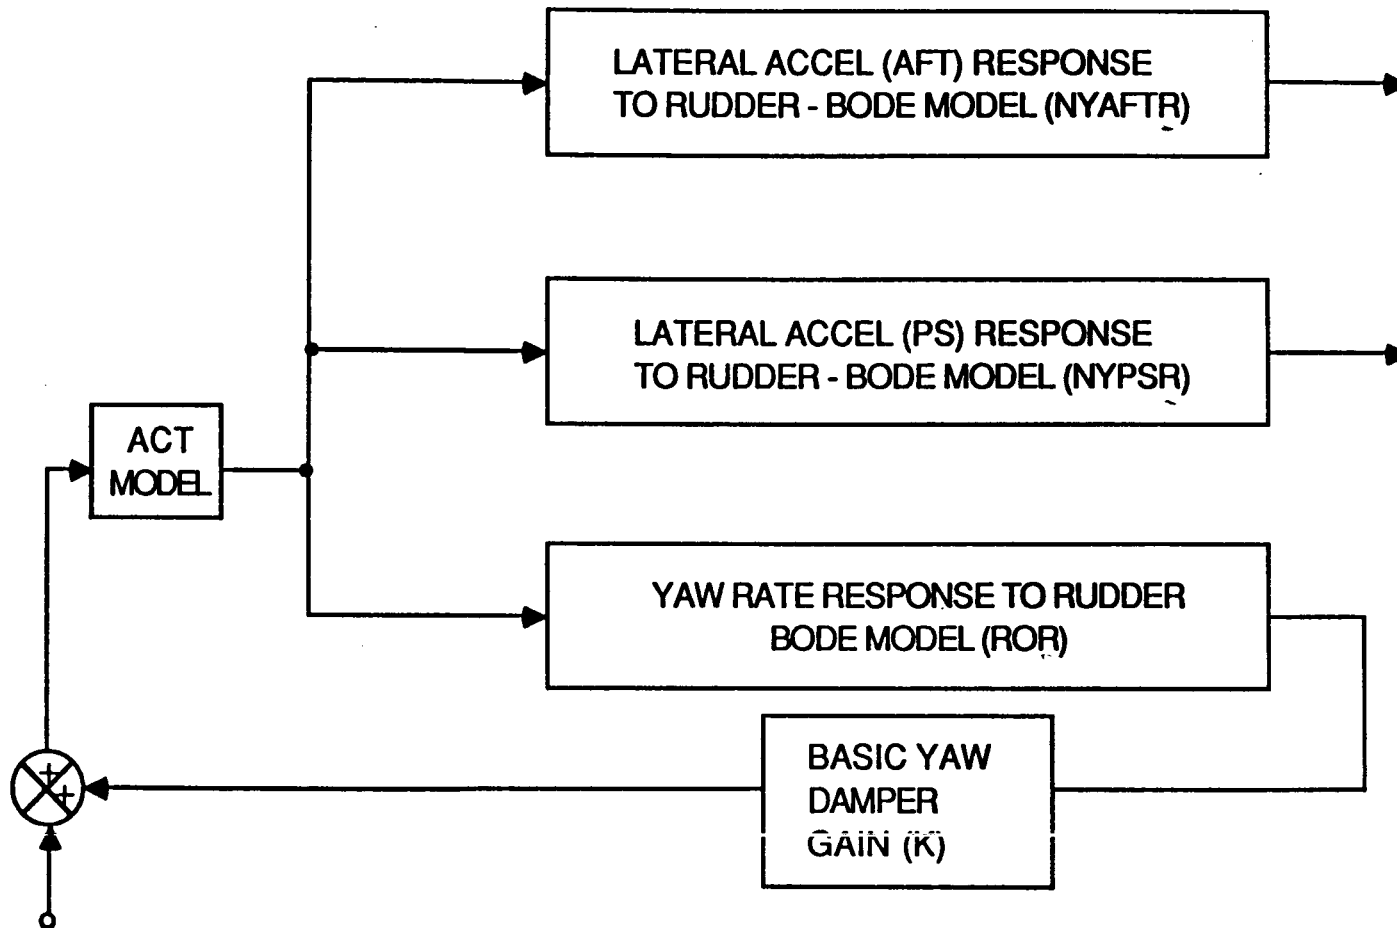 LATERAL ACCEL (AFT) RESPONSE
TO RUDDER - BODE MODEL (NYAFTR)
LATERAL ACCEL (PS) RESPONSE
TO RUDDER - BODE MODEL (NYPSR)
ACT
MODEL
YAW RATE RESPONSE TO RUDDER
BODE MODEL (ROR)
+
+
BASIC YAW
DAMPER
GAIN (K)